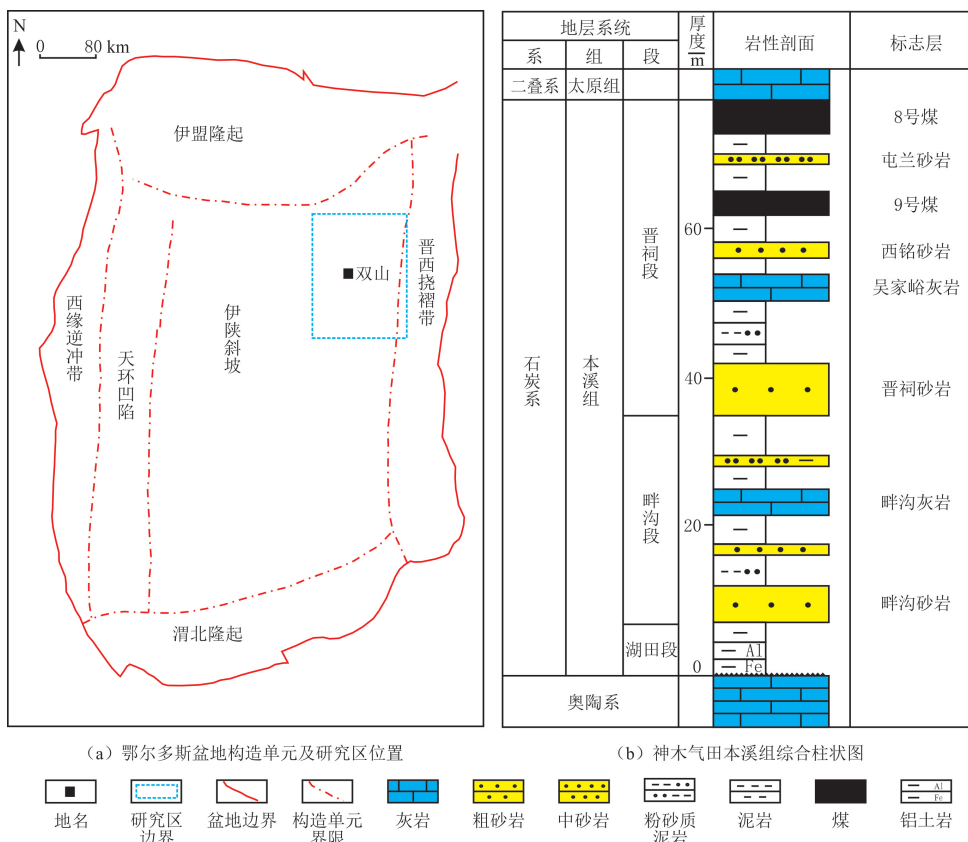 N
0 80 km
伊盟隆起
双山
晋西挠褶带
伊陕斜坡
天环凹陷
西缘逆冲带
渭北隆起
(a) 鄂尔多斯盆地构造单元及研究区位置
地层系统
厚度
m
岩性剖面
标志层
系
组
段
二叠系
太原组
石炭系
本溪组
晋祠段
畔沟段
湖田段
奥陶系
60
40
20
0
Al
Fe
8号煤
屯兰砂岩
9号煤
西铭砂岩
吴家峪灰岩
晋祠砂岩
畔沟灰岩
畔沟砂岩
(b) 神木气田本溪组综合柱状图
地名
研究区
边界
盆地边界
构造单元
界限
灰岩
粗砂岩
中砂岩
粉砂质
泥岩
泥岩
煤
Al
Fe
铝土岩